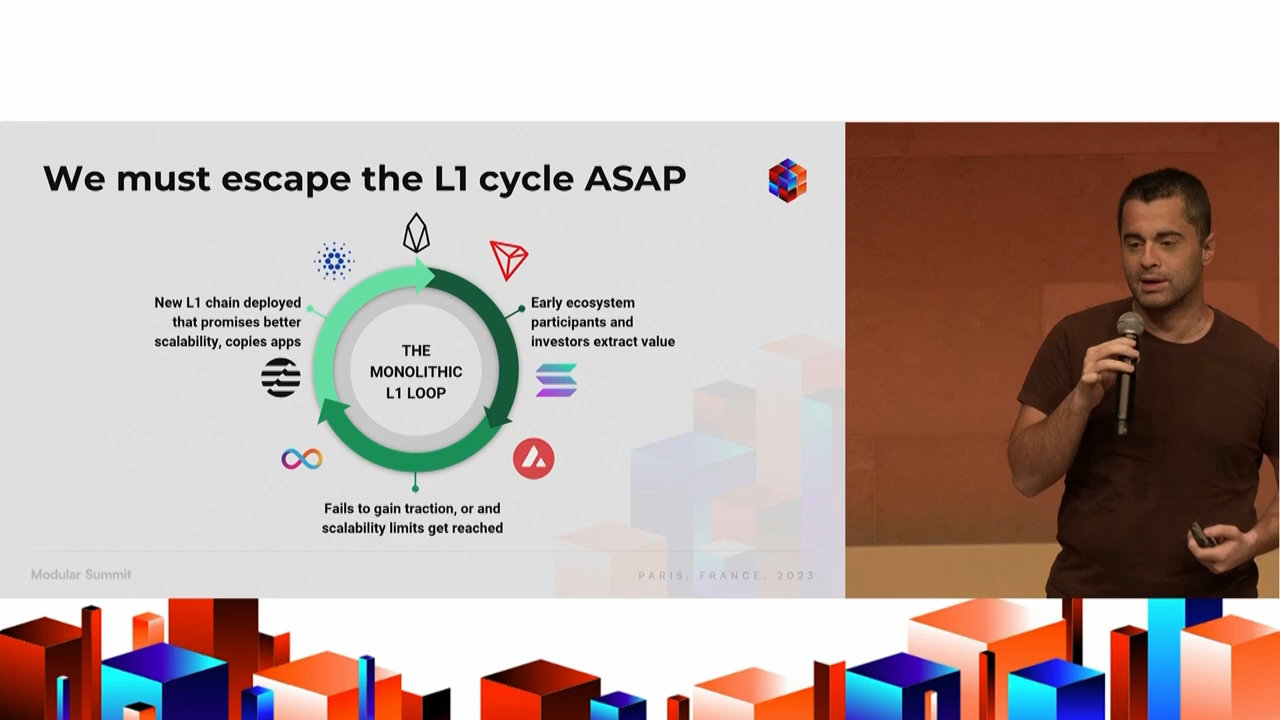 We must escape the L1 cycle ASAP
New L1 chain deployed
that promises better
scalability, copies apps
Early ecosystem
participants and
investors extract value
THE
MONOLITHIC
L1 LOOP
Fails to gain traction, or and
scalability limits get reached
Modular Summit
PARIS, FRANCE, 2023